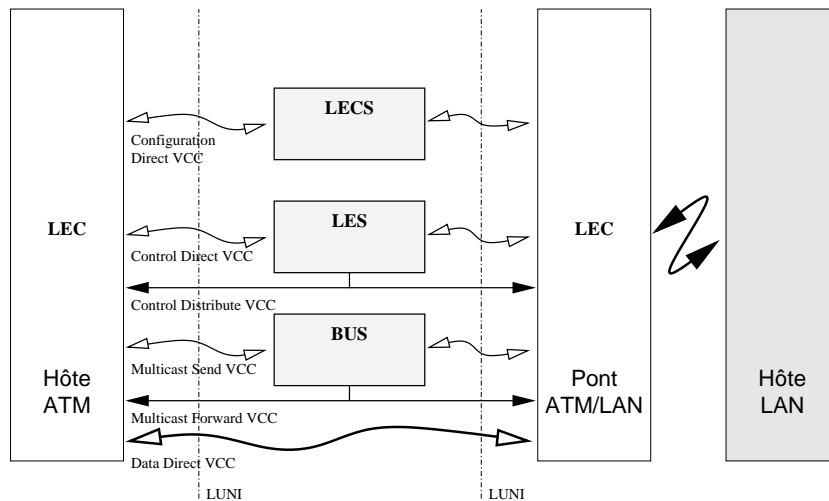 LECS
Configuration
Direct VCC
LEC
LES
LEC
Control Direct VCC
Control Distribute VCC
BUS
Multicast Send VCC
Hôte
ATM
Pont
ATM/LAN
Hôte
LAN
Multicast Forward VCC
Data Direct VCC
LUNI
LUNI